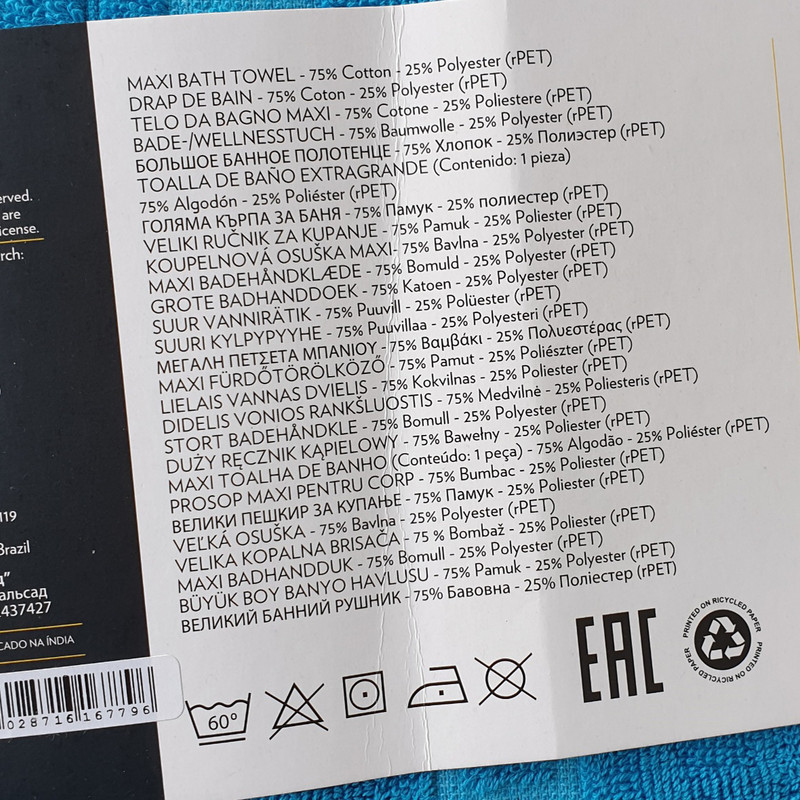 MAXI BATH TOWEL - 75% Cotton - 25% Polyester (rPET)
DRAP DE BAIN - 75% Coton - 25% Polyester (rPET)
TELO DA BAGNO MAXI - 75% Cotone - 25% Poliestere (rPET)
BADE-/WELLNESSTUCH - 75% Baumwolle - 25% Polyester (rPET)
БОЛЬШОЕ БАННОЕ ПОЛОТЕНЦЕ - 75% Хлопок - 25% Полиэстер (rPET)
TOALLA DE BAÑO EXTRAGRANDE (Contenido: 1 pieza)
75% Algodón - 25% Poliéster (rPET)
ГОЛЯМА КЪРПА ЗА БАНЯ - 75% Памук - 25% полиестер (rPET)
VELIKI RUČNIK ZA KUPANJE - 75% Pamuk - 25% Poliester (rPET)
KOUPELNOVÁ OSUŠKA MAXI - 75% Bavlna - 25% Polyester (rPET)
MAXI BADEHÅNDKLÆDE - 75% Bomuld - 25% Polyester (rPET)
GROTE BADHANDDOEK - 75% Katoen - 25% Polyester (rPET)
SUUR VANNIRÄTIK - 75% Puuvill - 25% Polüester (rPET)
SUURI KYLPYPYYHE - 75% Puuvillaa - 25% Polyesteri (rPET)
ΜΕΓΑΛΗ ΠΕΤΣΕΤΑ ΜΠΑΝΙΟΥ - 75% Βαμβάκι - 25% Πολυεστέρας (rPET)
MAXI FÜRDŐTÖRÖLKÖZŐ - 75% Pamut - 25% Poliészter (rPET)
LIELAIS VANNAS DVIELIS - 75% Kokvilnas - 25% Poliester (rPET)
DIDELIS VONIOS RANKŠLUOSTIS - 75% Medvilnė - 25% Poliesteris (rPET)
STORT BADEHÅNDKLE - 75% Bomull - 25% Polyester (rPET)
DUŻY RĘCZNIK KĄPIELOWY - 75% Bawełny - 25% Poliester (rPET)
MAXI TOALHA DE BANHO (Conteúdo: 1 peça) - 75% Algodão - 25% Poliéster (rPET)
PROSOP MAXI PENTRU CORP - 75% Bumbac - 25% Poliester (rPET)
ВЕЛИКИ ПЕШКИР ЗА КУПАЊЕ - 75% Памук - 25% Poliester (rPET)
VEĽKÁ OSUŠKA - 75% Bavlna - 25% Polyester (rPET)
VELIKA KOPALNA BRISAČA - 75 % Bombaž - 25% Poliester (rPET)
MAXI BADHANDDUK - 75% Bomull - 25% Polyester (rPET)
BÜYÜK BOY BANYO HAVLUSU - 75% Pamuk - 25% Polyester (rPET)
ВЕЛИКИЙ БАННИЙ РУШНИК - 75% Бавовна - 25% Поліестер (rPET)
60°
EAC
PRINTED ON RECYCLED PAPER
PRINTED ON RECYCLED PAPER
erved.
are
icense.
rch:
119
Brazil
д"
альсад
437427
CADO NA ÍNDIA
028716167796